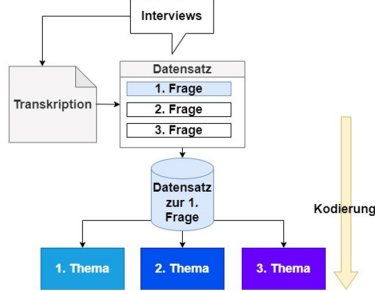 Interviews
Transkription
Datensatz
1. Frage
2. Frage
3. Frage
Datensatz
zur 1.
Frage
Kodierung
1. Thema
2. Thema
3. Thema